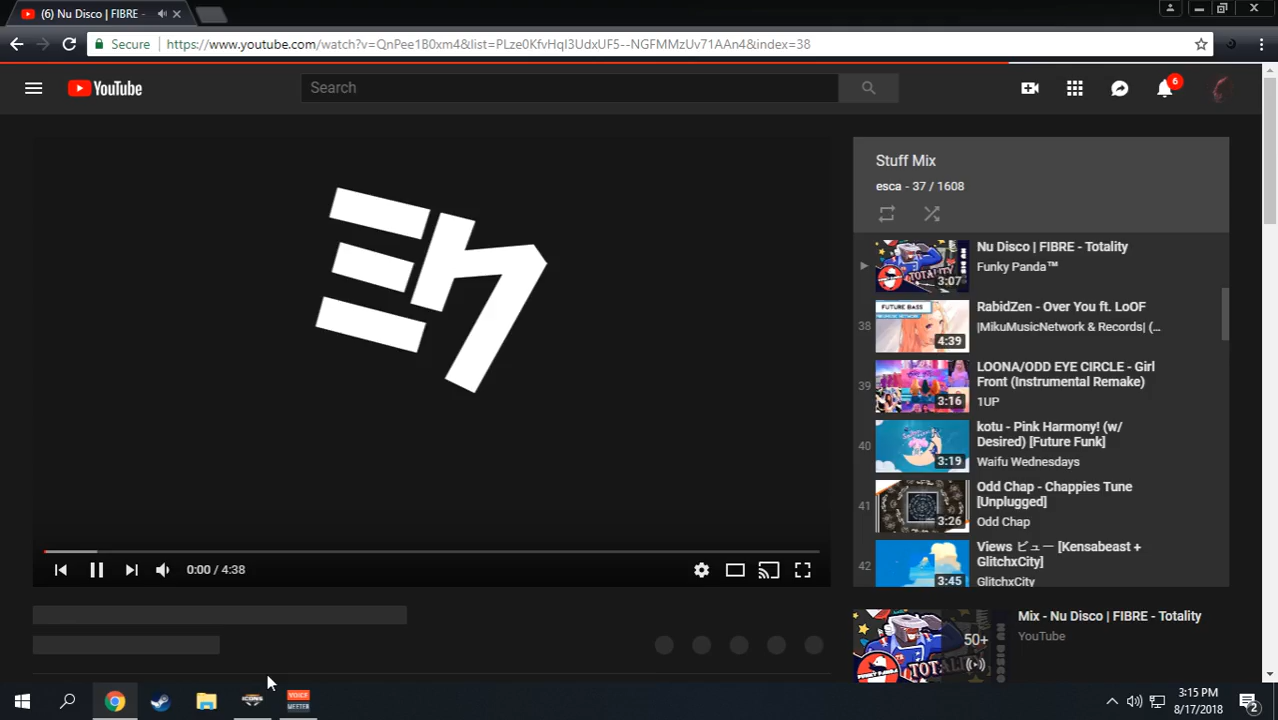 (6) Nu Disco | FIBRE -
Secure
https://www.youtube.com/watch?v=QnPee1B0xm4&list=PLze0KfvHqI3UdxUF5--NGFMMzUv71AAn4&index=38
YouTube
Search
6
Stuff Mix
esca - 37 / 1608
Nu Disco | FIBRE - Totality
Funky Panda™
3:07
38
RabidZen - Over You ft. LoOF
|MikuMusicNetwork & Records| (...
FUTURE BASS
4:39
39
LOONA/ODD EYE CIRCLE - Girl
Front (Instrumental Remake)
1UP
3:16
40
kotu - Pink Harmony! (w/
Desired) [Future Funk]
Waifu Wednesdays
3:19
41
Odd Chap - Chappies Tune
[Unplugged]
Odd Chap
3:26
42
Views ビュー [Kensabeast +
GlitchxCity]
GlitchxCity
3:45
0:00 / 4:38
Mix - Nu Disco | FIBRE - Totality
YouTube
50+
ICONS
VOICE
MEETER
3:15 PM
8/17/2018
2